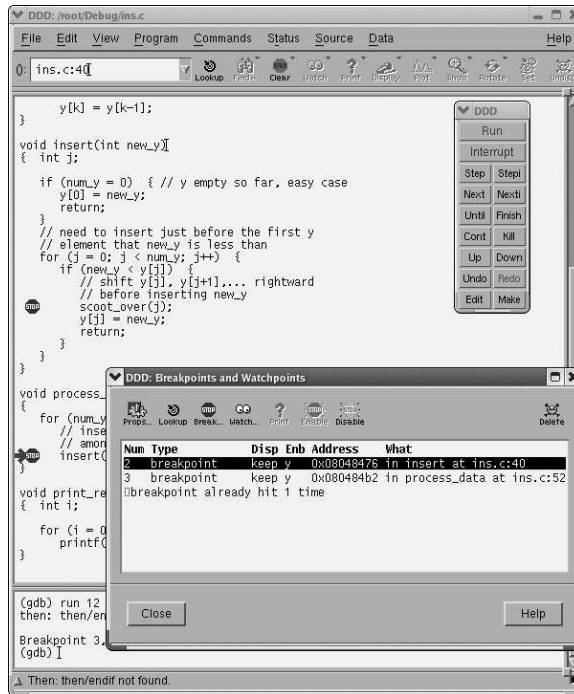 DDD: /root/Debug/ins.c
File Edit View Program Commands Status Source Data Help
(): ins.c:40
Lookup Find» Clear Watch Print Display Plot Show Rotate Set Undisp
y[k] = y[k-1];
}
void insert(int new_y)
{ int j;
if (num_y = 0) { // y empty so far, easy case
y[0] = new_y;
return;
}
// need to insert just before the first y
// element that new_y is less than
for (j = 0; j < num_y; j++) {
if (new_y < y[j]) {
// shift y[j], y[j+1],... rightward
// before inserting new_y
STOP
scoot_over(j);
y[j] = new_y;
return;
}
}
}
void process_
{
for (num_y
// inse
// amon
STOP
insert(
}
void print_re
{ int i;
for (i = 0
printf(
}
DDD
Run
Interrupt
Step Stepi
Next Nexti
Until Finish
Cont Kill
Up Down
Undo Redo
Edit Make
DDD: Breakpoints and Watchpoints
Props... Lookup Break... Watch... Print Enable Disable Delete
Num Type Disp Enb Address What
2 breakpoint keep y 0x08048476 in insert at ins.c:40
3 breakpoint keep y 0x080484b2 in process_data at ins.c:52
breakpoint already hit 1 time
Close Help
(gdb) run 12
then: then/en
Breakpoint 3,
(gdb)
Then: then/endif not found.